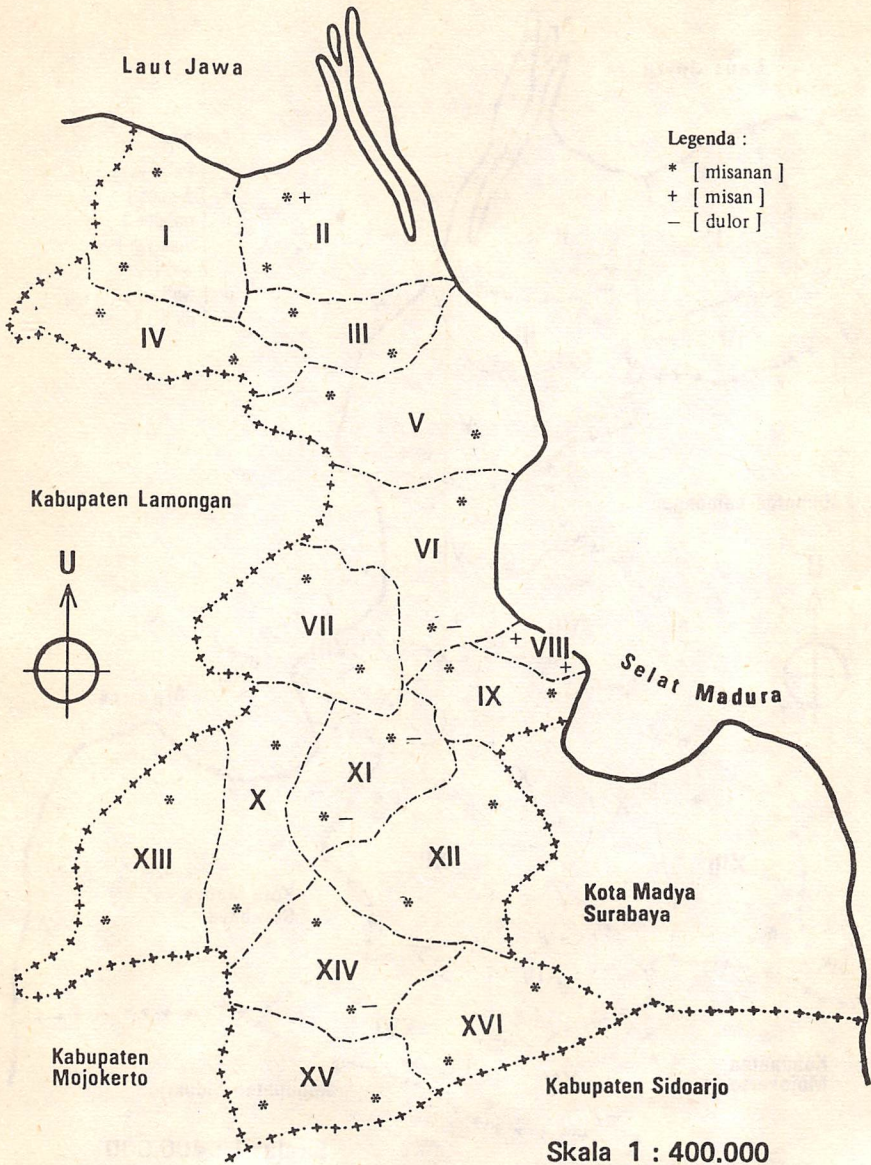 Laut Jawa
Legenda :
* [ misanan ]
+ [ misan ]
– [ dulor ]
I
* 
*
II
* +
*
III
*
*
IV
*
*
V
*
*
Kabupaten Lamongan
U
VI
*
* –
VII
*
*
VIII
+
+
Selat Madura
IX
*
*
X
*
*
XI
* –
* –
XII
*
*
XIII
*
*
Kota Madya
Surabaya
XIV
*
* –
XV
*
*
XVI
*
*
Kabupaten
Mojokerto
Kabupaten Sidoarjo
Skala 1 : 400.000